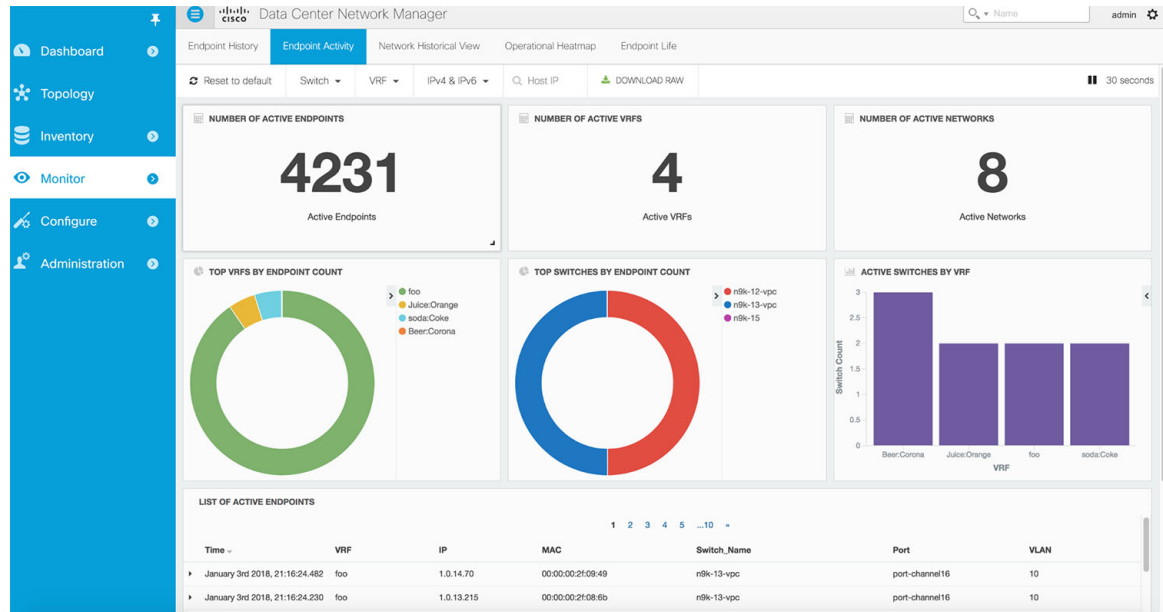 CISCO Data Center Network Manager
Name
admin
Dashboard
Topology
Inventory
Monitor
Configure
Administration
Endpoint History Endpoint Activity Network Historical View Operational Heatmap Endpoint Life
Reset to default Switch VRF IPv4 & IPv6 Host IP DOWNLOAD RAW 30 seconds
NUMBER OF ACTIVE ENDPOINTS
4231
Active Endpoints
NUMBER OF ACTIVE VRFS
4
Active VRFs
NUMBER OF ACTIVE NETWORKS
8
Active Networks
TOP VRFS BY ENDPOINT COUNT
foo
Juice:Orange
soda:Coke
Beer:Corona
TOP SWITCHES BY ENDPOINT COUNT
n9k-12-vpc
n9k-13-vpc
n9k-15
ACTIVE SWITCHES BY VRF
Switch Count
3
2.5
2
1.5
1
0.5
0
Beer:Corona Juice:Orange foo soda:Coke
VRF
LIST OF ACTIVE ENDPOINTS
1 2 3 4 5 ...10 »
Time VRF IP MAC Switch_Name Port VLAN
January 3rd 2018, 21:16:24.482 foo 1.0.14.70 00:00:00:2f:09:49 n9k-13-vpc port-channel16 10
January 3rd 2018, 21:16:24.230 foo 1.0.13.215 00:00:00:2f:08:6b n9k-13-vpc port-channel16 10